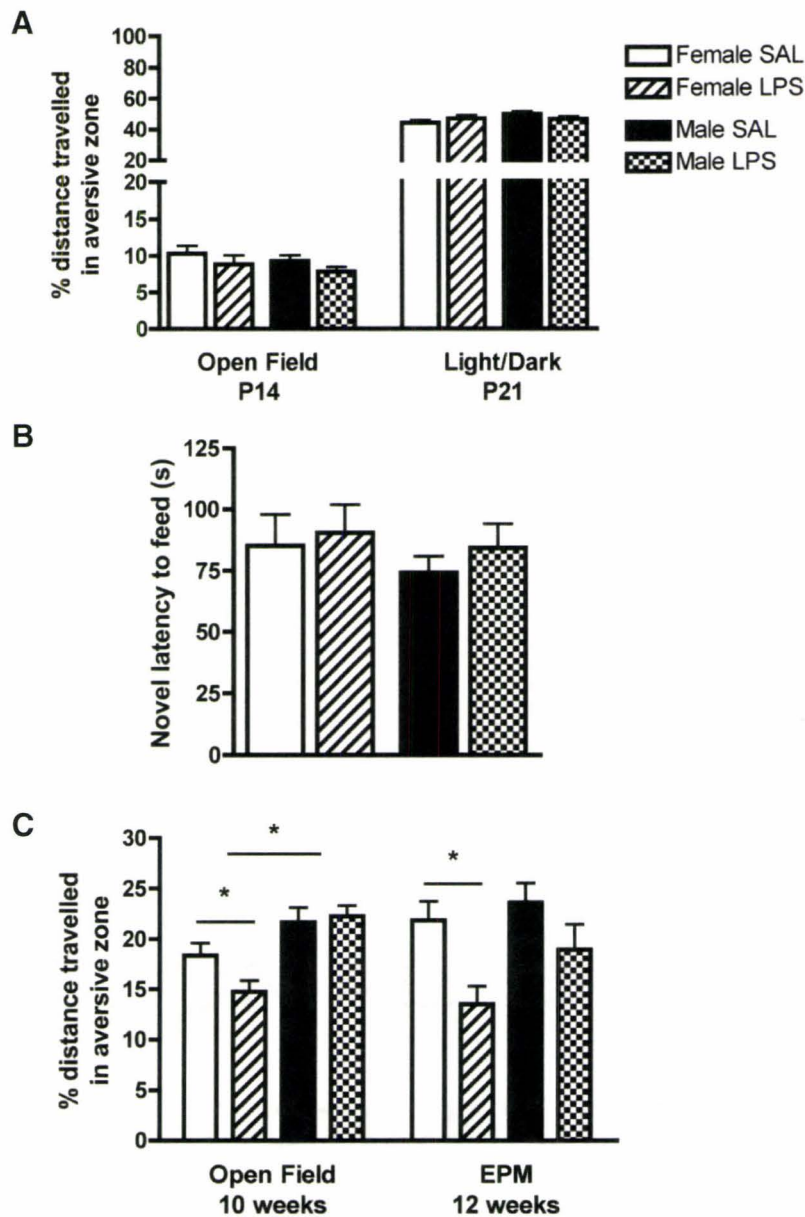 A
% distance travelled
in aversive zone
100
80
60
40
20
20
15
10
5
0
Open Field
P14
Light/Dark
P21
Female SAL
Female LPS
Male SAL
Male LPS
B
Novel latency to feed (s)
125
100
75
50
25
0
C
% distance travelled
in aversive zone
30
25
20
15
10
5
0
*
*
*
Open Field
10 weeks
EPM
12 weeks